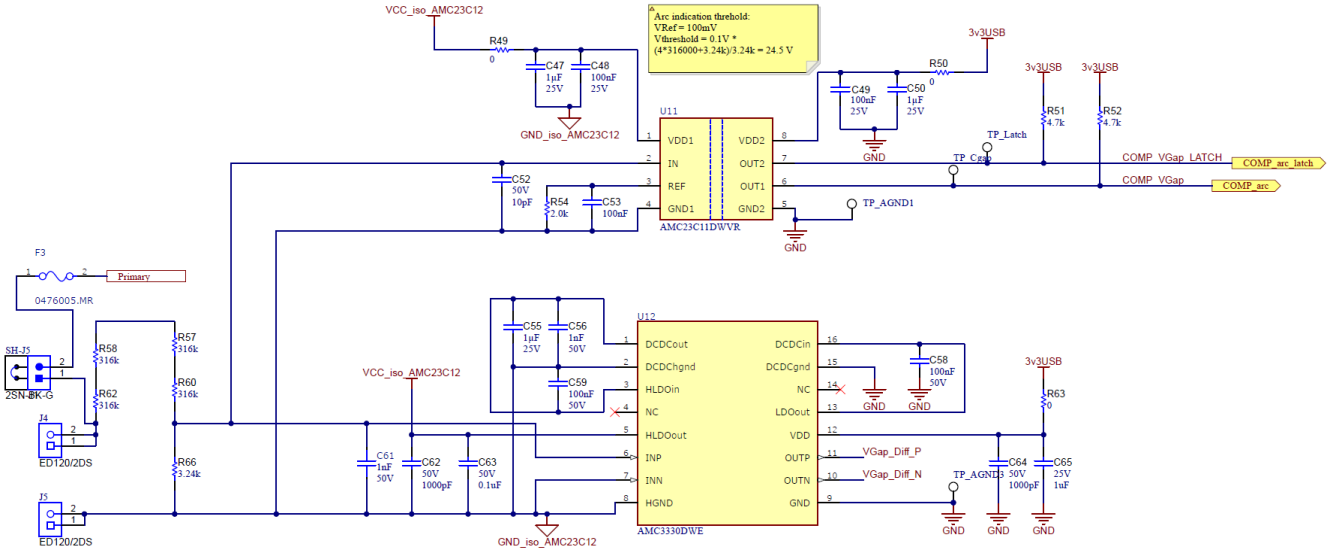 VCC_iso_AMC23C12
Arc indication threhold:
VRef = 100mV
Vthreshold = 0.1V *
(4*316000+3.24k)/3.24k = 24.5 V
3v3USB
R49
0
C47
1µF
25V
C48
100nF
25V
GND_iso_AMC23C12
R50
0
C49
100nF
25V
C50
1µF
25V
GND
3v3USB
3v3USB
R51
4.7k
R52
4.7k
U11
1 VDD1 VDD2 8
2 IN OUT2 7
3 REF OUT1 6
4 GND1 GND2 5
AMC23C11DWVR
TP_Latch
TP_Cgap
COMP_VGap_LATCH
COMP_arc_latch
COMP_VGap
COMP_arc
TP_AGND1
GND
C52
50V
10pF
R54
2.0k
C53
100nF
F3
1 2
Primary
0476005.MR
SH-J5
2
1
2SN-BK-G
R58
316k
R57
316k
R62
316k
R60
316k
R66
3.24k
J4
2
1
ED120/2DS
J5
2
1
ED120/2DS
VCC_iso_AMC23C12
C55
1µF
25V
C56
1nF
50V
C59
100nF
50V
C61
1nF
50V
C62
50V
1000pF
C63
50V
0.1uF
GND_iso_AMC23C12
U12
1 DCDCout DCDCin 16
2 DCDChgnd DCDCgnd 15
3 HLDOin NC 14
4 NC LDOout 13
5 HLDOout VDD 12
6 INP OUTP 11
7 INN OUTN 10
8 HGND GND 9
AMC3330DWE
C58
100nF
50V
GND
GND
3v3USB
R63
0
VGap_Diff_P
VGap_Diff_N
TP_AGND3
C64
50V
1000pF
C65
25V
1uF
GND
GND
GND